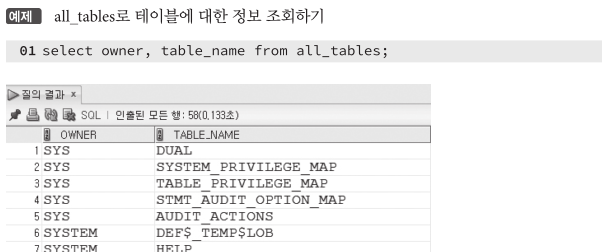 예제 all_tables로 테이블에 대한 정보 조회하기
01 select owner, table_name from all_tables;
질의 결과 x
SQL | 인출된 모든 행: 58(0,133초)
OWNER TABLE_NAME
1 SYS DUAL
2 SYS SYSTEM_PRIVILEGE_MAP
3 SYS TABLE_PRIVILEGE_MAP
4 SYS STMT_AUDIT_OPTION_MAP
5 SYS AUDIT_ACTIONS
6 SYSTEM DEF$_TEMP$LOB
7 SYSTEM HELP